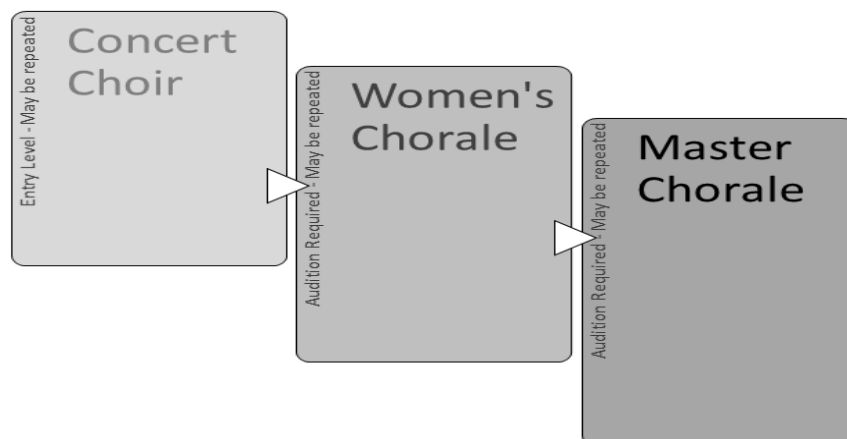 Concert
Choir
Entry Level - May be repeated
Women's
Chorale
Audition Required - May be repeated
Master
Chorale
Audition Required - May be repeated